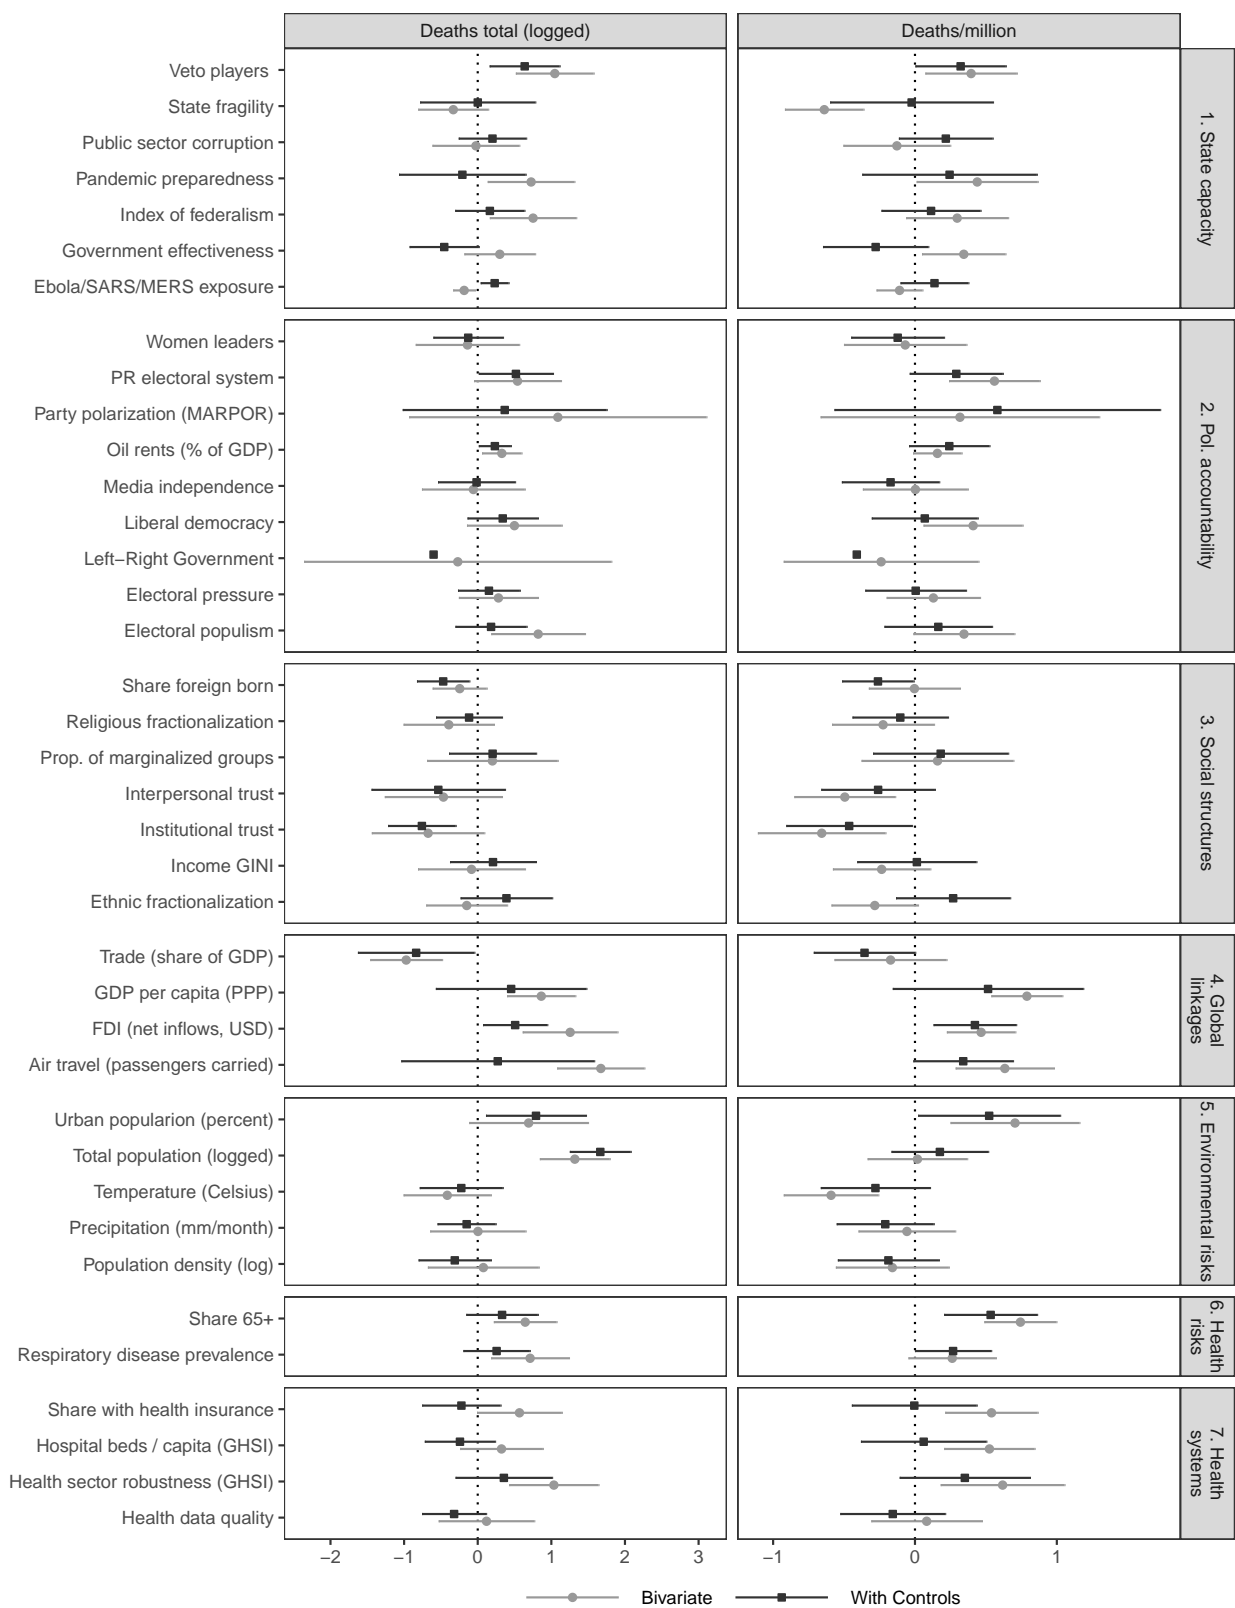 Deaths total (logged)
Deaths/million
Veto players
State fragility
Public sector corruption
Pandemic preparedness
Index of federalism
Government effectiveness
Ebola/SARS/MERS exposure
1. State capacity
Women leaders
PR electoral system
Party polarization (MARPOR)
Oil rents (% of GDP)
Media independence
Liberal democracy
Left−Right Government
Electoral pressure
Electoral populism
2. Pol. accountability
Share foreign born
Religious fractionalization
Prop. of marginalized groups
Interpersonal trust
Institutional trust
Income GINI
Ethnic fractionalization
3. Social structures
Trade (share of GDP)
GDP per capita (PPP)
FDI (net inflows, USD)
Air travel (passengers carried)
4. Global
linkages
Urban popularion (percent)
Total population (logged)
Temperature (Celsius)
Precipitation (mm/month)
Population density (log)
5. Environmental risks
Share 65+
Respiratory disease prevalence
6. Health
risks
Share with health insurance
Hospital beds / capita (GHSI)
Health sector robustness (GHSI)
Health data quality
7. Health
systems
−2 −1 0 1 2 3
−1 0 1
Bivariate With Controls